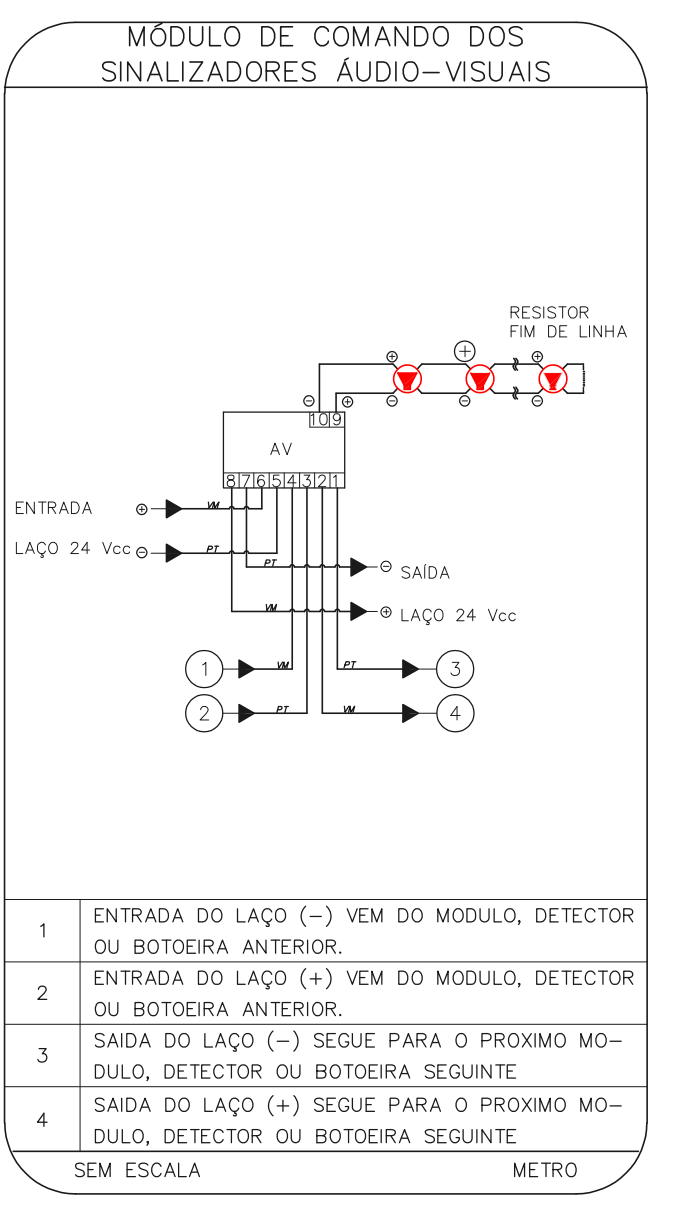 MÓDULO DE COMANDO DOS
SINALIZADORES ÁUDIO-VISUAIS
RESISTOR
FIM DE LINHA
+
+
+
-
+
-
-
-
10 9
AV
8 7 6 5 4 3 2 1
ENTRADA + VM
LAÇO 24 Vcc - PT
PT - SAÍDA
VM + LAÇO 24 Vcc
1 VM PT 3
2 PT VM 4
1 ENTRADA DO LAÇO (-) VEM DO MODULO, DETECTOR
OU BOTOEIRA ANTERIOR.
2 ENTRADA DO LAÇO (+) VEM DO MODULO, DETECTOR
OU BOTOEIRA ANTERIOR.
3 SAIDA DO LAÇO (-) SEGUE PARA O PROXIMO MO-
DULO, DETECTOR OU BOTOEIRA SEGUINTE
4 SAIDA DO LAÇO (+) SEGUE PARA O PROXIMO MO-
DULO, DETECTOR OU BOTOEIRA SEGUINTE
SEM ESCALA METRO